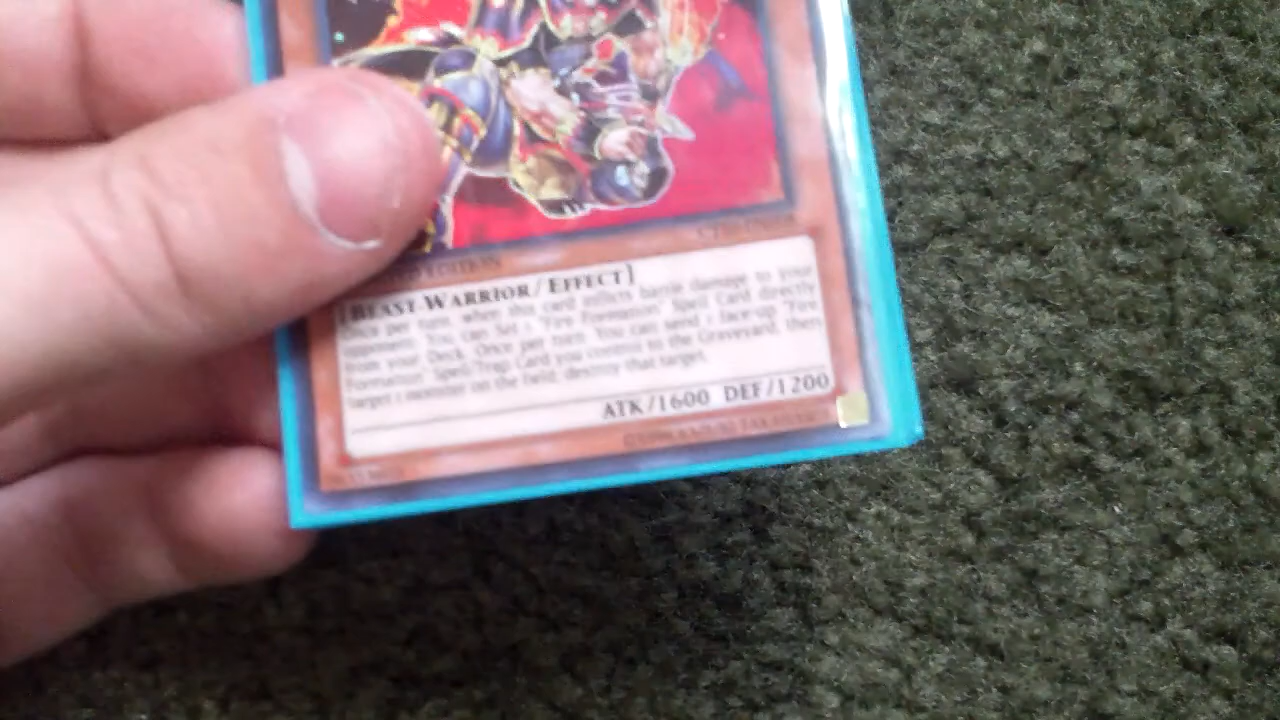 EDITION
[BEAST WARRIOR/EFFECT]
Once per turn, when this card inflicts battle damage to your
opponent: You can Set 1 "Fire Formation" Spell Card directly
from your Deck. Once per turn: You can send 1 face-up "Fire
Formation" Spell/Trap Card you control to the Graveyard, then
target 1 monster on the field; destroy that target.
ATK/1600 DEF/1200